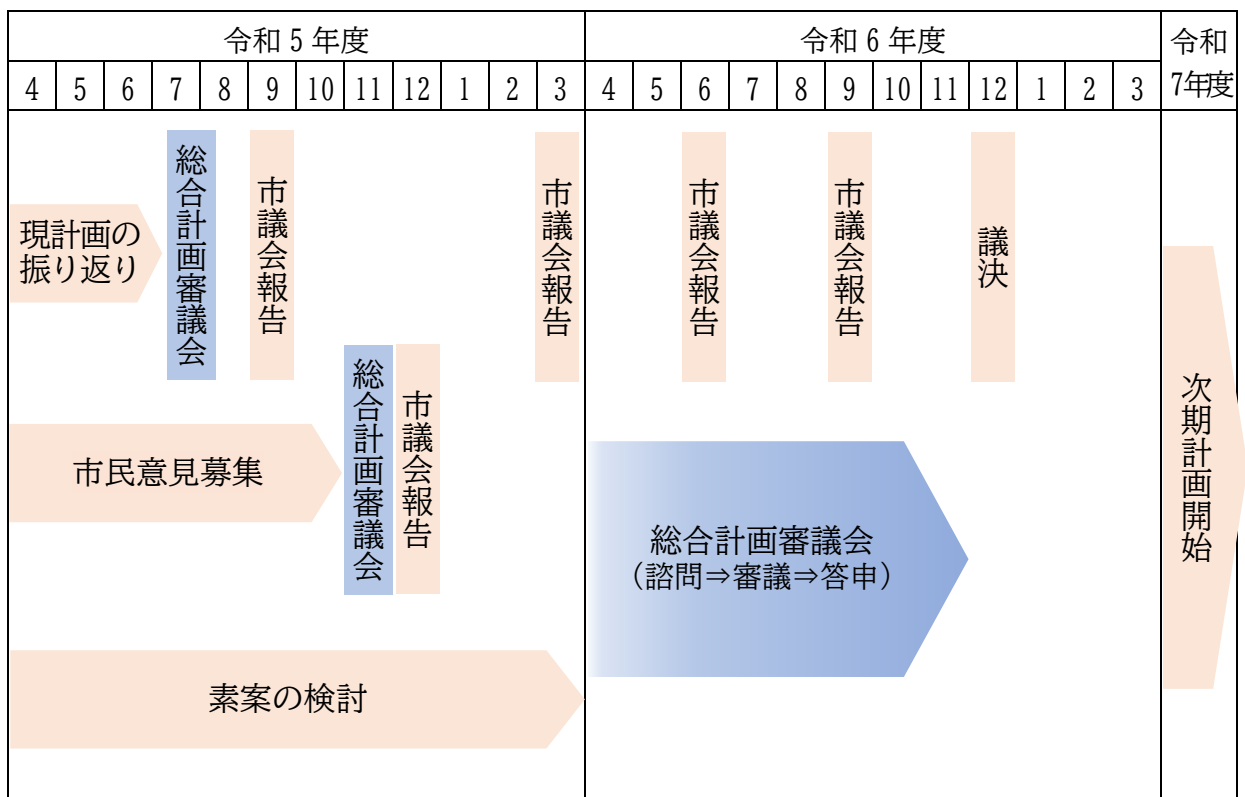 令和5年度 令和6年度 令和
7年度
4 5 6 7 8 9 10 11 12 1 2 3 4 5 6 7 8 9 10 11 12 1 2 3
現計画の
振り返り
総合計画審議会
市議会報告
市議会報告
市議会報告
市議会報告
議決
市民意見募集
総合計画審議会
市議会報告
総合計画審議会
（諮問⇒審議⇒答申）
次期計画開始
素案の検討